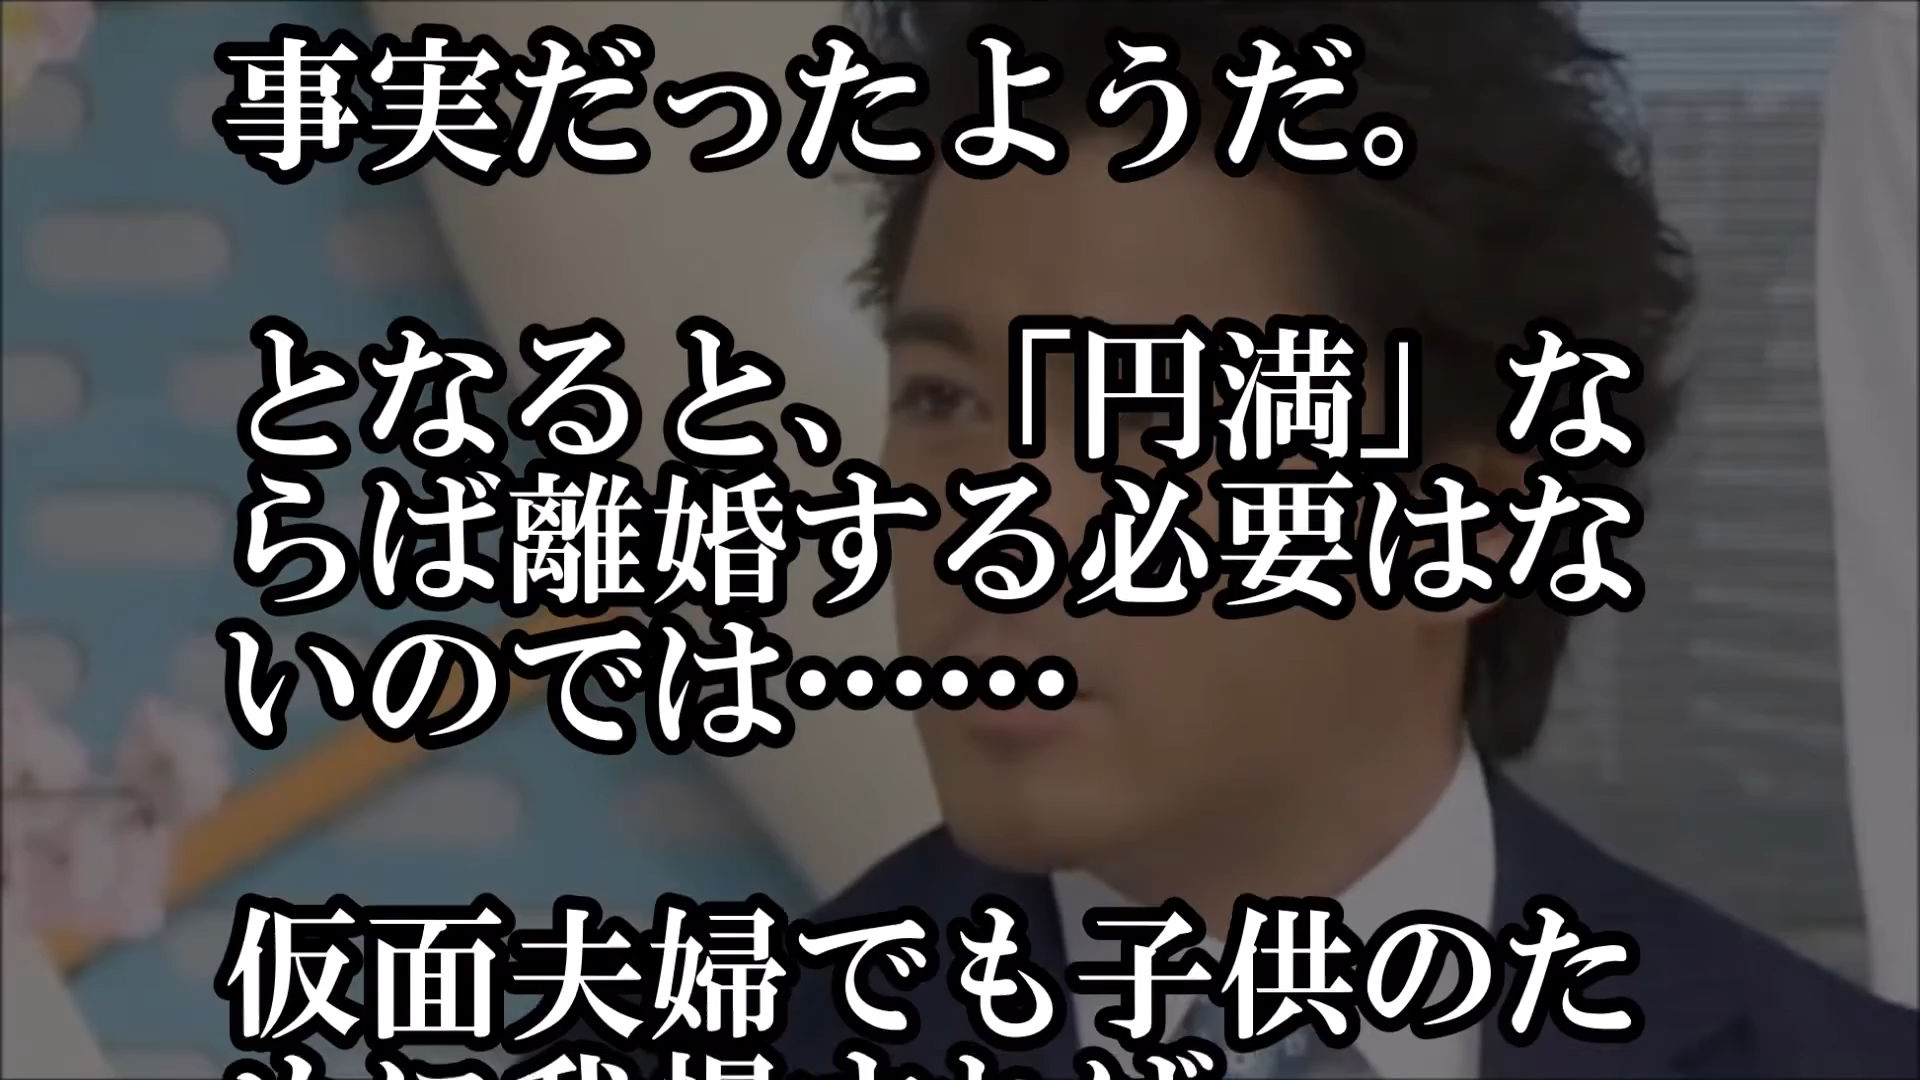 事実だったようだ。
となると、「円満」な
らば離婚する必要はな
いのでは……
仮面夫婦でも子供のた